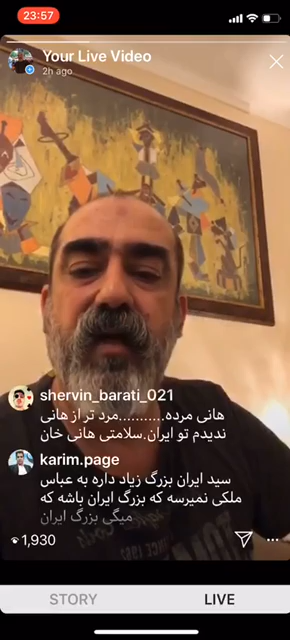 23:57
Your Live Video
2h ago
shervin_barati_021
هانی مرده...........مرد تر از هانی
ندیدم تو ایران.سلامتی هانی خان
karim.page
سید ایران بزرگ زیاد داره به عباس
ملکی نمیرسه که بزرگ ایران باشه که
میگی بزرگ ایران
1,930
STORY
LIVE